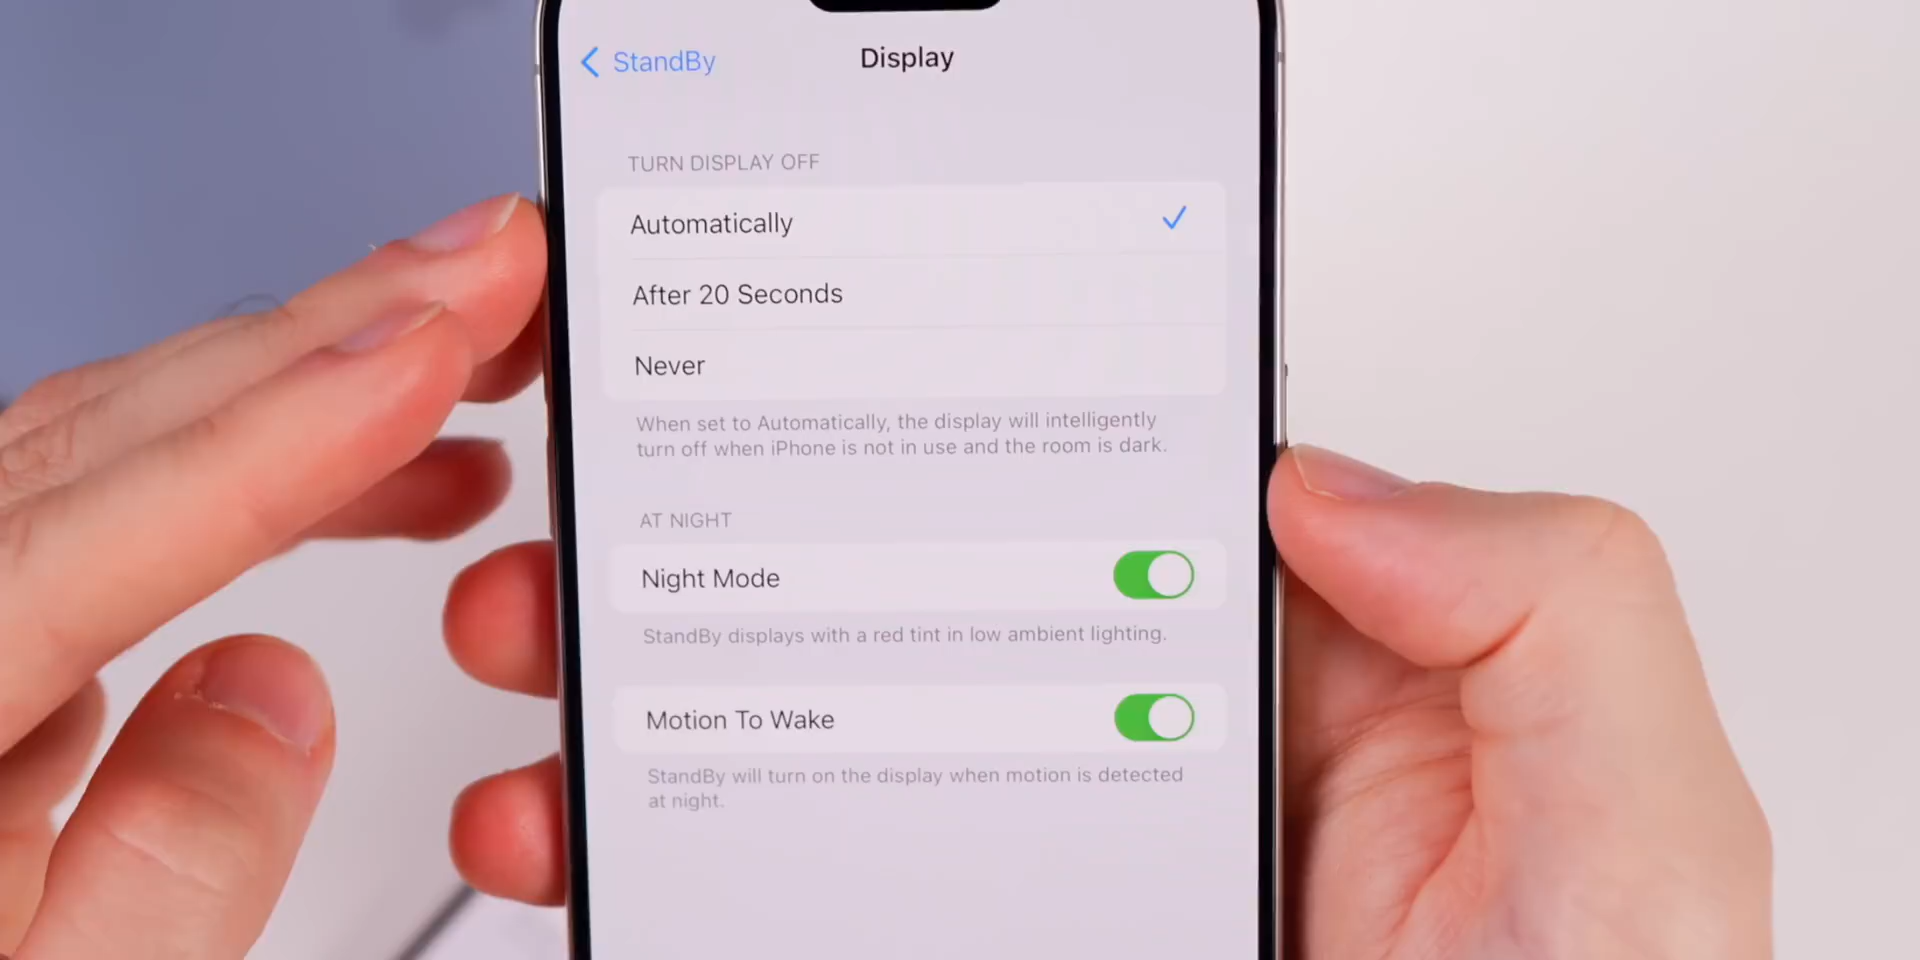 StandBy
Display
TURN DISPLAY OFF
Automatically
After 20 Seconds
Never
When set to Automatically, the display will intelligently
turn off when iPhone is not in use and the room is dark.
AT NIGHT
Night Mode
StandBy displays with a red tint in low ambient lighting.
Motion To Wake
StandBy will turn on the display when motion is detected
at night.